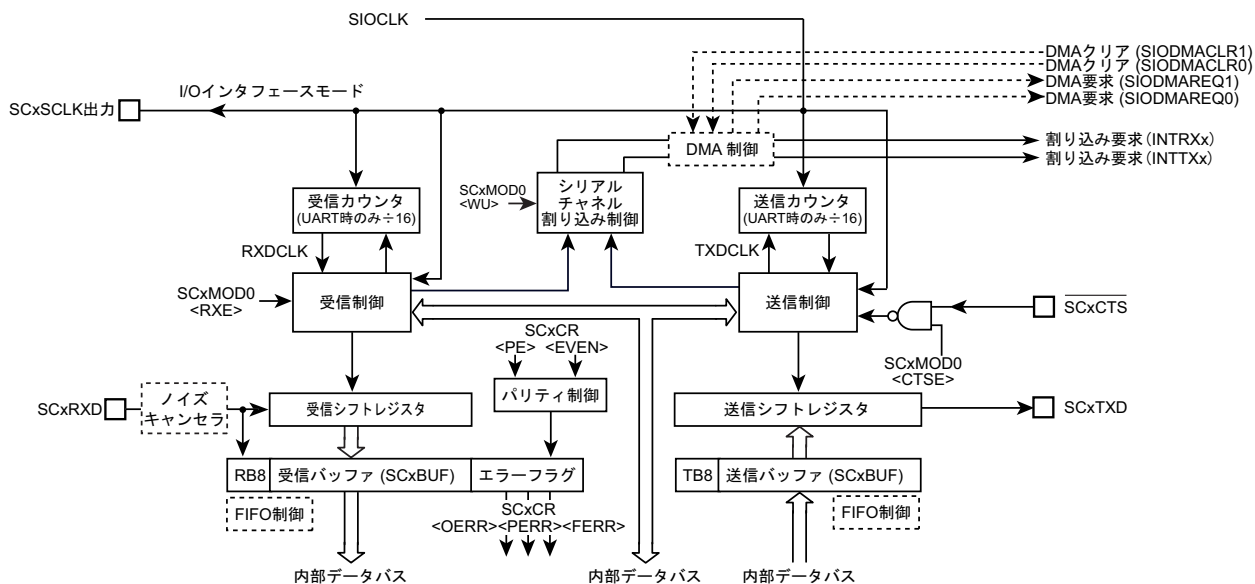 SIOCLK
DMAクリア (SIODMACLR1)
DMAクリア (SIODMACLR0)
DMA要求 (SIODMAREQ1)
DMA要求 (SIODMAREQ0)
I/Oインタフェースモード
SCxSCLK出力
DMA 制御
割り込み要求 (INTRXx)
割り込み要求 (INTTXx)
受信カウンタ
(UART時のみ÷16)
SCxMOD0
<WU>
シリアル
チャネル
割り込み制御
送信カウンタ
(UART時のみ÷16)
RXDCLK
TXDCLK
SCxMOD0
<RXE>
受信制御
送信制御
SCxCTS
SCxCR
<PE>
<EVEN>
SCxMOD0
<CTSE>
SCxRXD
ノイズ
キャンセラ
受信シフトレジスタ
パリティ制御
送信シフトレジスタ
SCxTXD
RB8
受信バッファ (SCxBUF)
エラーフラグ
TB8
送信バッファ (SCxBUF)
FIFO制御
SCxCR
<OERR><PERR><FERR>
FIFO制御
内部データバス
内部データバス
内部データバス